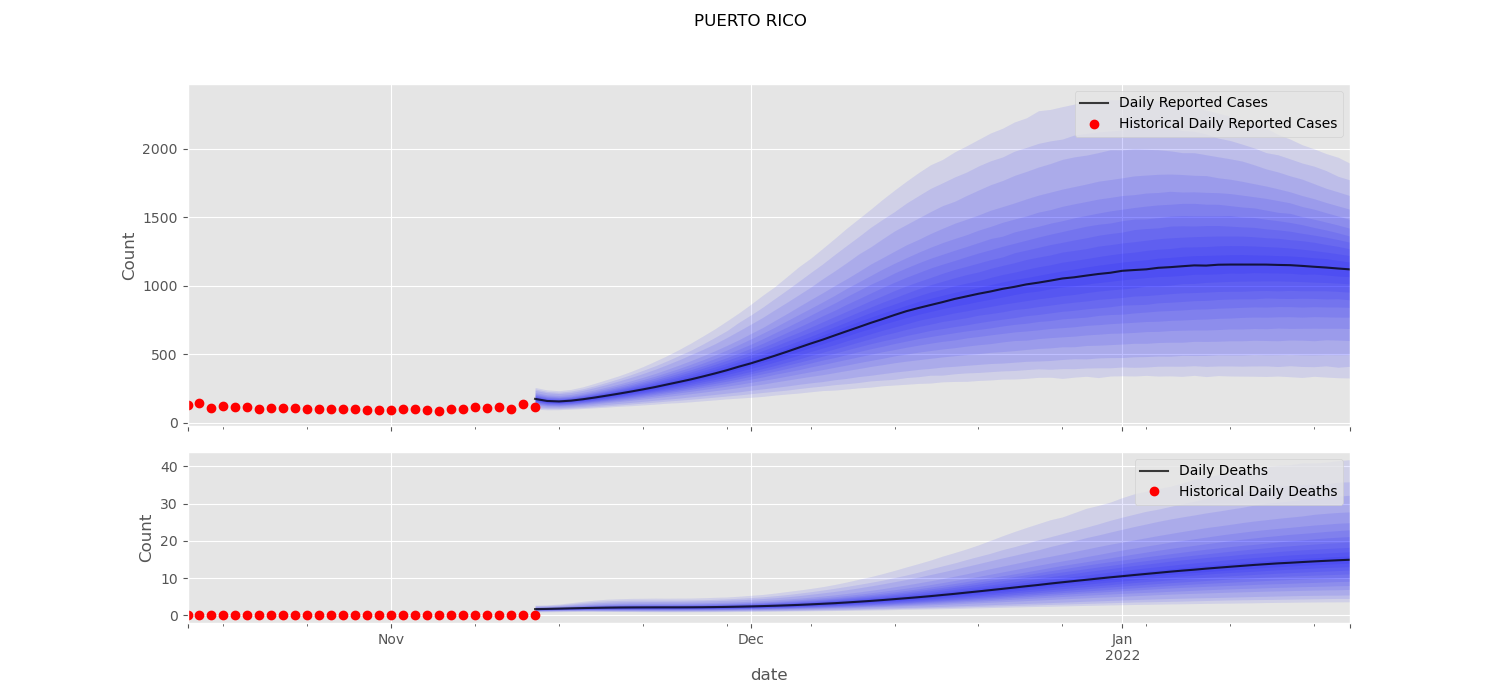 PUERTO RICO
Daily Reported Cases
Historical Daily Reported Cases
2000
1500
1000
500
0
Count
Daily Deaths
Historical Daily Deaths
40
30
20
10
0
Count
Nov
Dec
Jan
2022
date